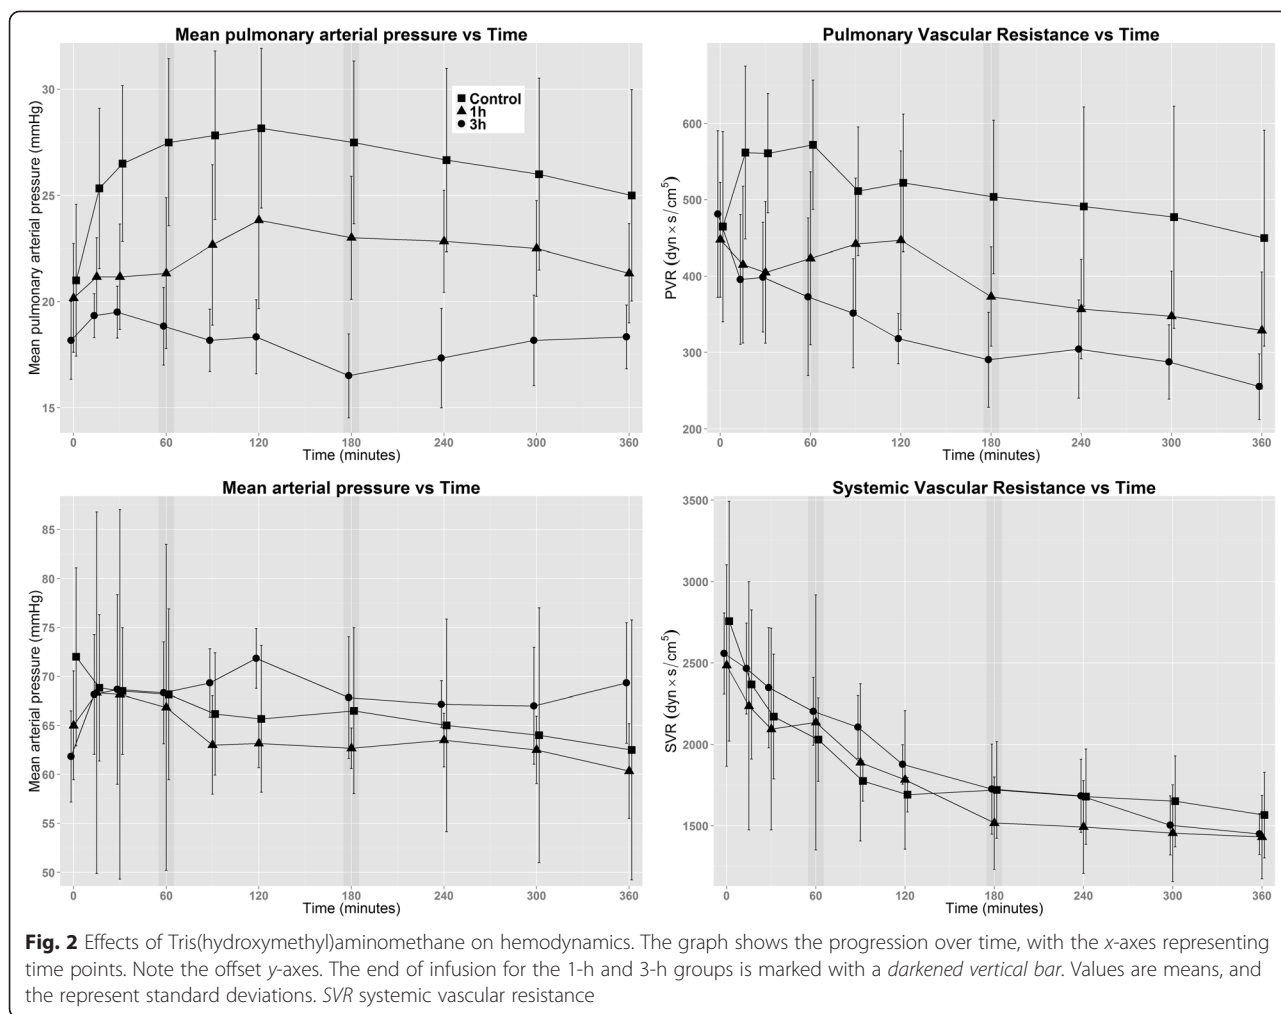 Mean pulmonary arterial pressure vs Time
Mean pulmonary arterial pressure (mmHg)
30
25
20
15
Control
1h
3h
0 60 120 180 240 300 360
Time (minutes)
Pulmonary Vascular Resistance vs Time
PVR (dyn × s/cm⁵)
600
500
400
300
200
0 60 120 180 240 300 360
Time (minutes)
Mean arterial pressure vs Time
Mean arterial pressure (mmHg)
85
80
75
70
65
60
55
50
0 60 120 180 240 300 360
Time (minutes)
Systemic Vascular Resistance vs Time
SVR (dyn × s/cm⁵)
3500
3000
2500
2000
1500
0 60 120 180 240 300 360
Time (minutes)
Fig. 2 Effects of Tris(hydroxymethyl)aminomethane on hemodynamics. The graph shows the progression over time, with the x-axes representing
time points. Note the offset y-axes. The end of infusion for the 1-h and 3-h groups is marked with a darkened vertical bar. Values are means, and
the represent standard deviations. SVR systemic vascular resistance